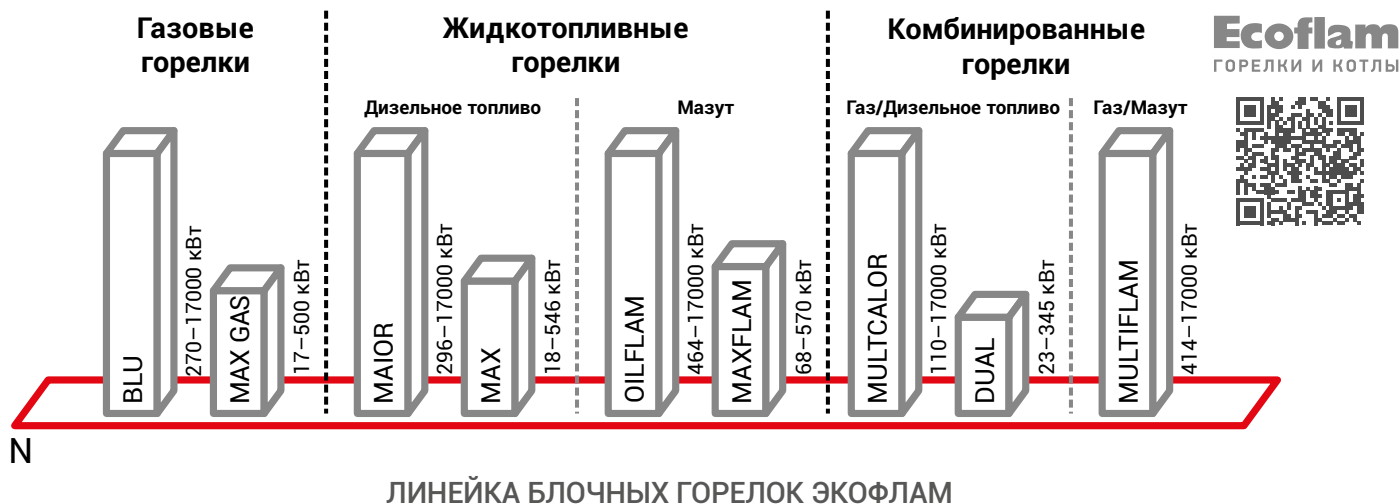 Газовые
горелки
Жидкотопливные
горелки
Комбинированные
горелки
Ecoflam
ГОРЕЛКИ И КОТЛЫ
Дизельное топливо
Мазут
Газ/Дизельное топливо
Газ/Мазут
BLU
270–17000 кВт
MAX GAS
17–500 кВт
MAIOR
296–17000 кВт
MAX
18–546 кВт
OILFLAM
464–17000 кВт
MAXFLAM
68–570 кВт
MULTCALOR
110–17000 кВт
DUAL
23–345 кВт
MULTIFLAM
414–17000 кВт
N
ЛИНЕЙКА БЛОЧНЫХ ГОРЕЛОК ЭКОФЛАМ